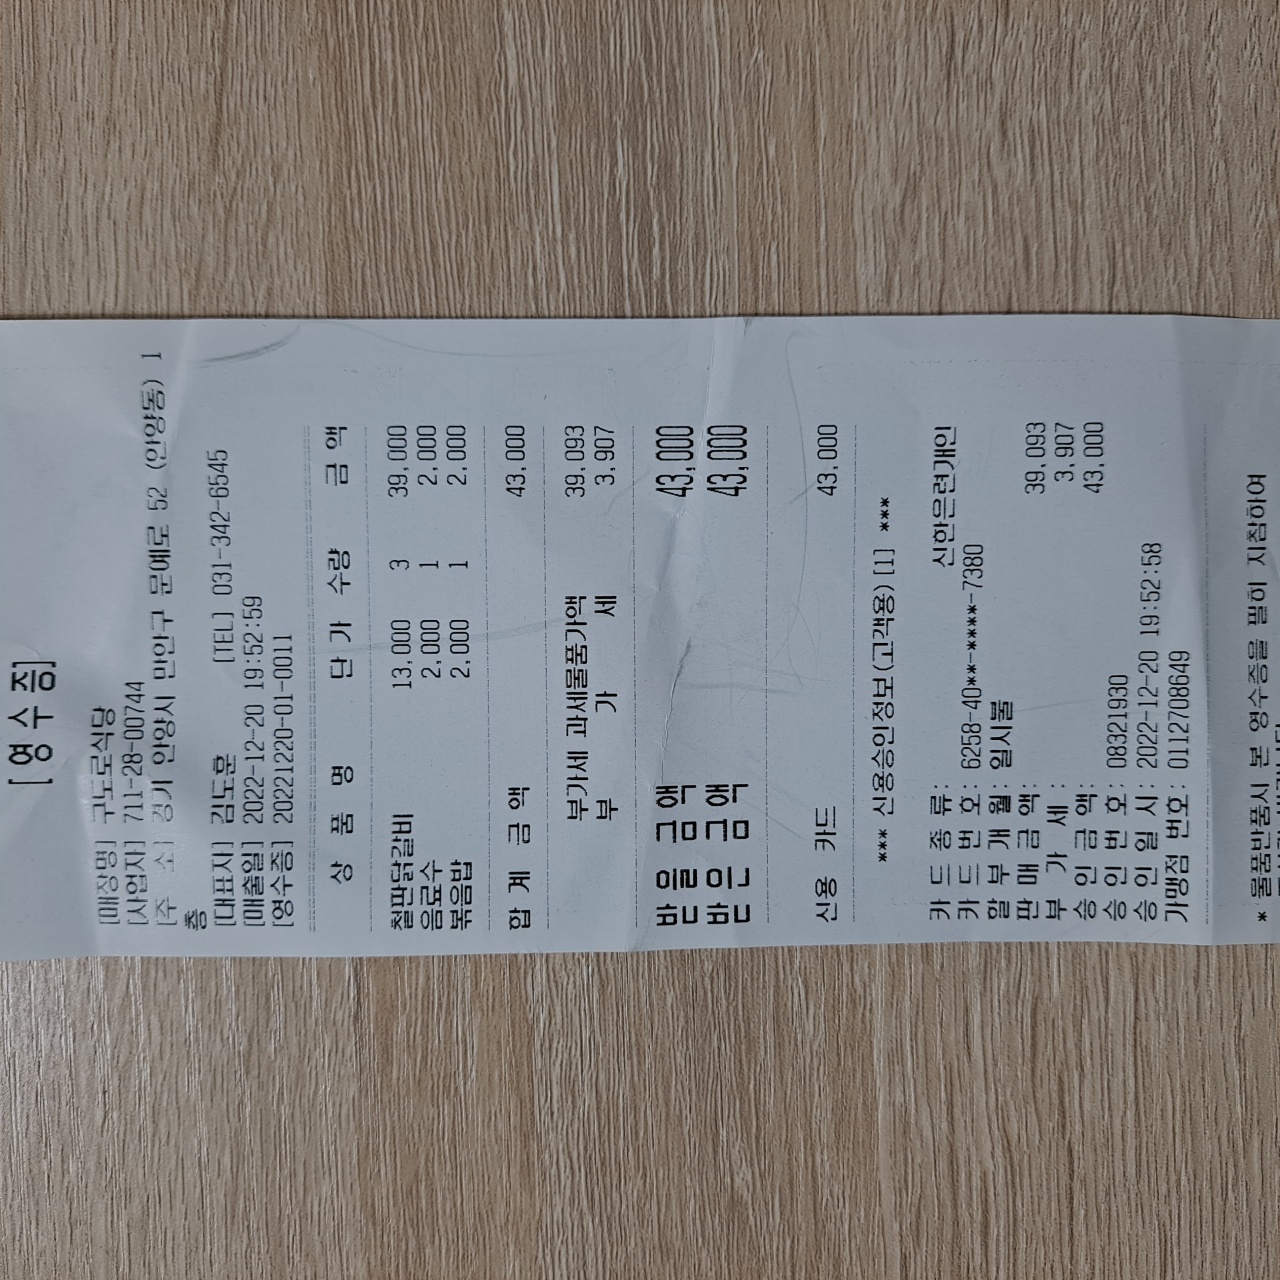 [영 수 증]
[매장명] 구도로식당
[사업자] 711-28-00744
[주 소] 경기 안양시 만안구 문예로 52 (안양동) 1
층
[대표자] 김도훈 [TEL] 031-342-6545
[매출일] 2022-12-20 19:52:59
[영수증] 20221220-01-0011
상 품 명 단 가 수량 금 액
철판닭갈비 13,000 3 39,000
음료수 2,000 1 2,000
볶음밥 2,000 1 2,000
합 계 금 액 43,000
부가세 과세물품가액 39,093
부 가 세 3,907
받을금액 43,000
받은금액 43,000
신용 카드 43,000
*** 신용승인정보(고객용) [1] ***
카 드 종 류: 신한은련개인
카 드 번 호: 6258-40**-****-7380
할 부 개 월: 일시불
판 매 금 액: 39,093
부 가 세 : 3,907
승 인 금 액: 43,000
승 인 번 호: 08321930
승 인 일 시: 2022-12-20 19:52:58
가맹점 번호: 0112708649
* 물품반품시 본 영수증을 필히 지참하여